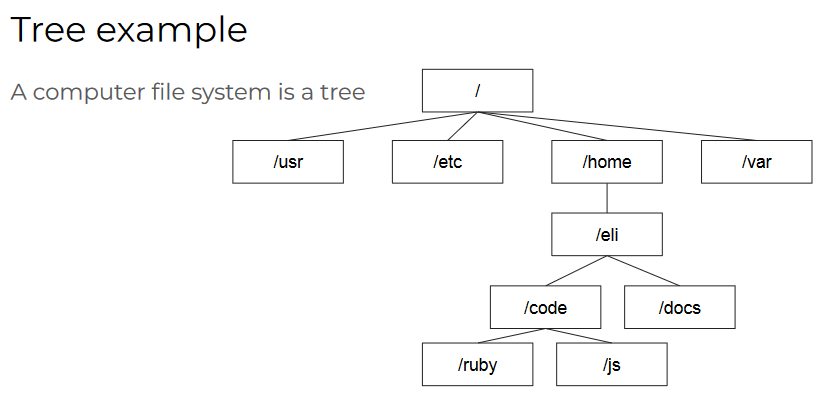 Tree example
A computer file system is a tree
/
/usr
/etc
/home
/var
/eli
/code
/docs
/ruby
/js